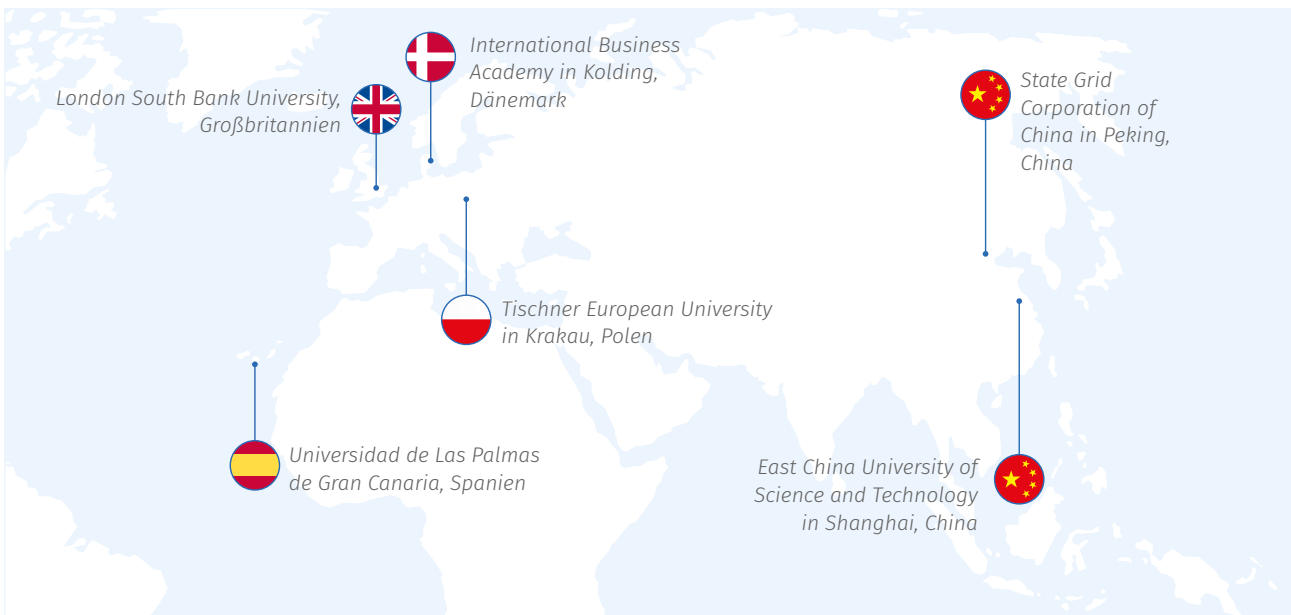 International Business
Academy in Kolding,
Dänemark
London South Bank University,
Großbritannien
State Grid
Corporation of
China in Peking,
China
Tischner European University
in Krakau, Polen
Universidad de Las Palmas
de Gran Canaria, Spanien
East China University of
Science and Technology
in Shanghai, China